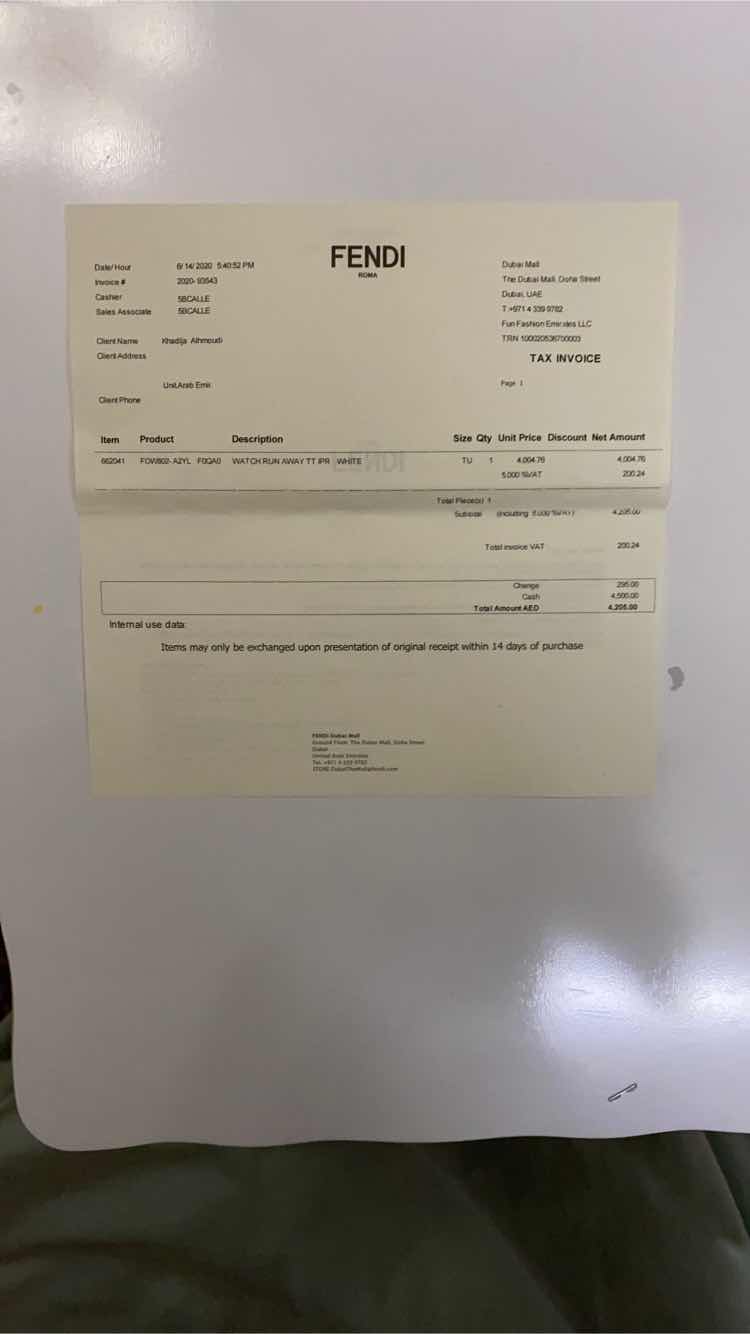 FENDI
ROMA
Date/Hour 6/14/2020 5:40:52 PM
Invoice # 2020-93543
Cashier SBCALLE
Sales Associate SBCALLE
Client Name Khadija Alhmoudi
Client Address
Unit.Arab Emir.
Client Phone
Dubai Mall
The Dubai Mall, Doha Street
Dubai, UAE
T.+971 4 339 9782
Fun Fashion Emirates LLC
TRN 100020536700003
TAX INVOICE
Page 1
Item Product Description Size Qty Unit Price Discount Net Amount
662041 FOW802-A2YL F0QA0 WATCH RUN AWAY TT IPR WHITE TU 1 4,004.76 4,004.76
5.000 %VAT 200.24
Total Piece(s) 1
Subtotal (including 5.000 %VAT) 4,205.00
Total invoice VAT 200.24
Change 295.00
Cash 4,500.00
Total Amount AED 4,205.00
Internal use data:
Items may only be exchanged upon presentation of original receipt within 14 days of purchase
FENDI Dubai Mall
Ground Floor, The Dubai Mall, Doha Street
Dubai
United Arab Emirates
Tel. +971 4 339 9782